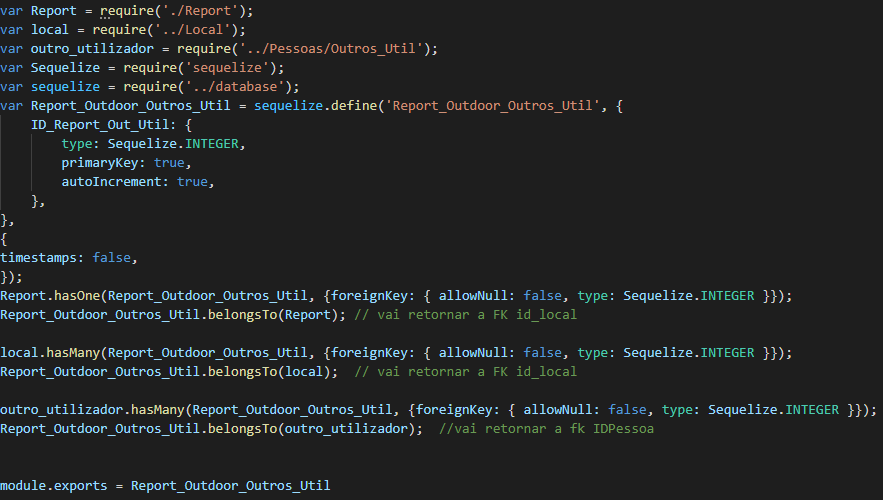 var Report = require('./Report');
var local = require('../Local');
var outro_utilizador = require('../Pessoas/Outros_Util');
var Sequelize = require('sequelize');
var sequelize = require('../database');
var Report_Outdoor_Outros_Util = sequelize.define('Report_Outdoor_Outros_Util', {
    ID_Report_Out_Util: {
        type: Sequelize.INTEGER,
        primaryKey: true,
        autoIncrement: true,
    },
},
{
timestamps: false,
});
Report.hasOne(Report_Outdoor_Outros_Util, {foreignKey: { allowNull: false, type: Sequelize.INTEGER }});
Report_Outdoor_Outros_Util.belongsTo(Report); // vai retornar a FK id_local
local.hasMany(Report_Outdoor_Outros_Util, {foreignKey: { allowNull: false, type: Sequelize.INTEGER }});
Report_Outdoor_Outros_Util.belongsTo(local);  // vai retornar a FK id_local
outro_utilizador.hasMany(Report_Outdoor_Outros_Util, {foreignKey: { allowNull: false, type: Sequelize.INTEGER }});
Report_Outdoor_Outros_Util.belongsTo(outro_utilizador);  //vai retornar a fk IDPessoa
module.exports = Report_Outdoor_Outros_Util